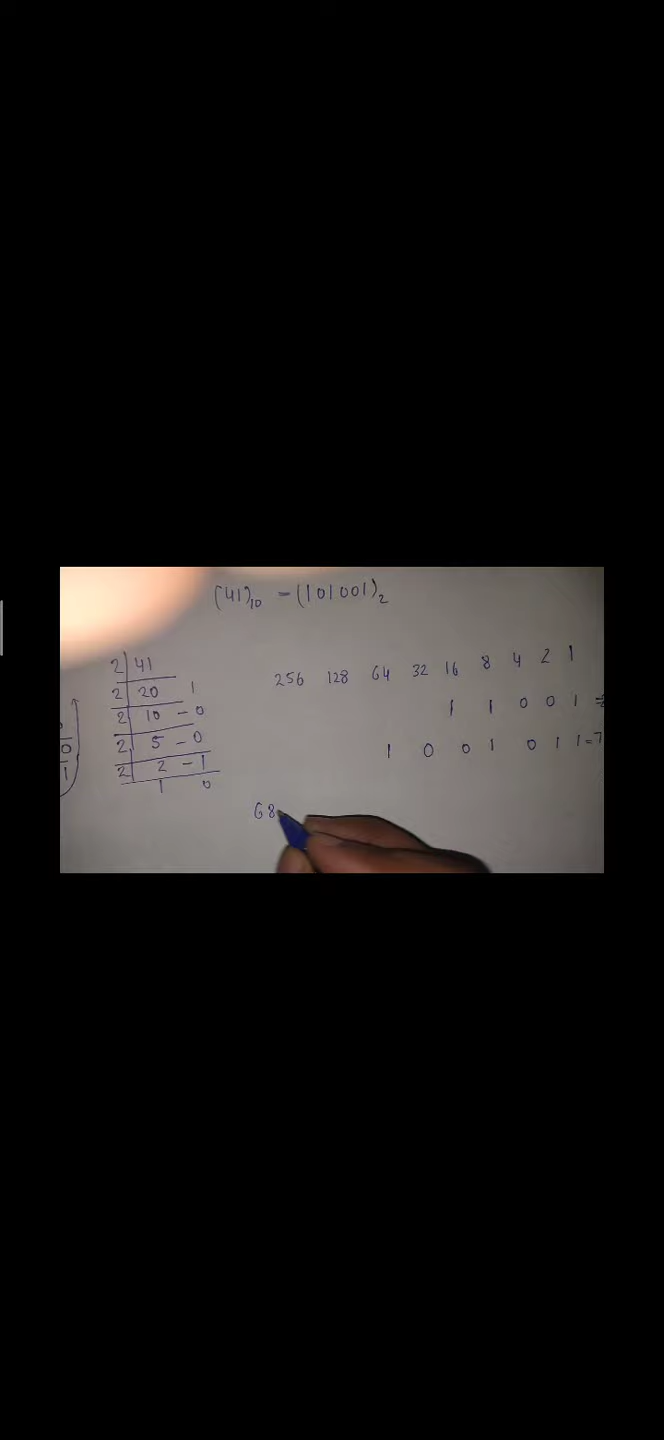 (41)10 = (101001)2
2 41
2 20 1
2 10 - 0
2 5 - 0
2 2 - 1
1 0
0
1
256 128 64 32 16 8 4 2 1
1 1 0 0 1 =
1 0 0 1 0 1 1 = 7
68